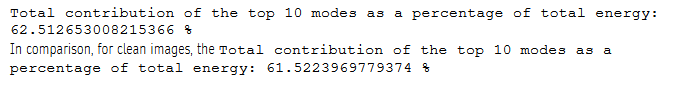 Total contribution of the top 10 modes as a percentage of total energy:
62.512653008215366 %
In comparison, for clean images, the Total contribution of the top 10 modes as a
percentage of total energy: 61.5223969779374 %